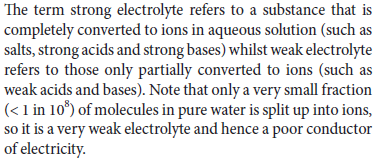 The term strong electrolyte refers to a substance that is
completely converted to ions in aqueous solution (such as
salts, strong acids and strong bases) whilst weak electrolyte
refers to those only partially converted to ions (such as
weak acids and bases). Note that only a very small fraction
(< 1 in 10⁸) of molecules in pure water is split up into ions,
so it is a very weak electrolyte and hence a poor conductor
of electricity.